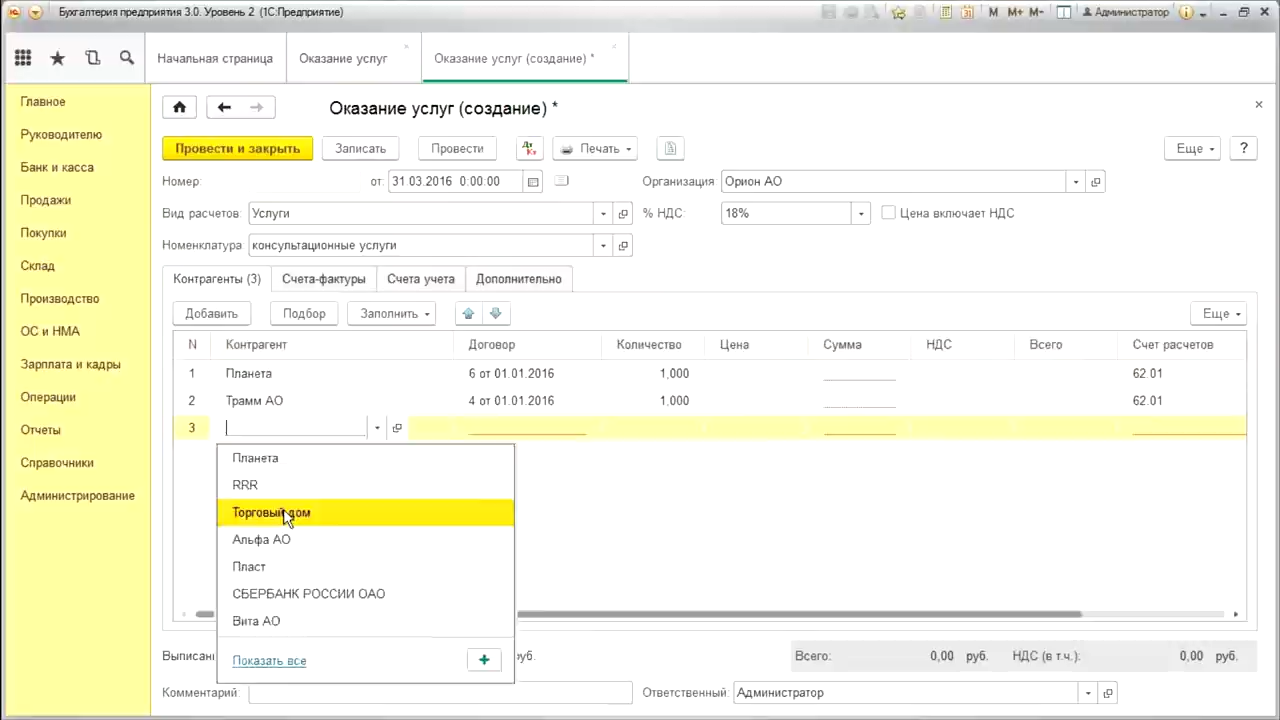 Бухгалтерия предприятия 3.0. Уровень 2 (1С:Предприятие)
M M+ M- Администратор
Начальная страница Оказание услуг Оказание услуг (создание) *
Главное
Руководителю
Банк и касса
Продажи
Покупки
Склад
Производство
ОС и НМА
Зарплата и кадры
Операции
Отчеты
Справочники
Администрирование
Оказание услуг (создание) *
Провести и закрыть Записать Провести Дт Кт Печать Еще ?
Номер: от: 31.03.2016 0:00:00 Организация Орион АО
Вид расчетов: Услуги % НДС: 18% Цена включает НДС
Номенклатура консультационные услуги
Контрагенты (3) Счета-фактуры Счета учета Дополнительно
Добавить Подбор Заполнить Еще
N Контрагент Договор Количество Цена Сумма НДС Всего Счет расчетов
1 Планета 6 от 01.01.2016 1,000 62.01
2 Трамм АО 4 от 01.01.2016 1,000 62.01
3
Планета
RRR
Торговый дом
Альфа АО
Пласт
СБЕРБАНК РОССИИ ОАО
Вита АО
Показать все +
Всего: 0,00 руб. НДС (в т.ч.): 0,00 руб.
Комментарий: Ответственный: Администратор